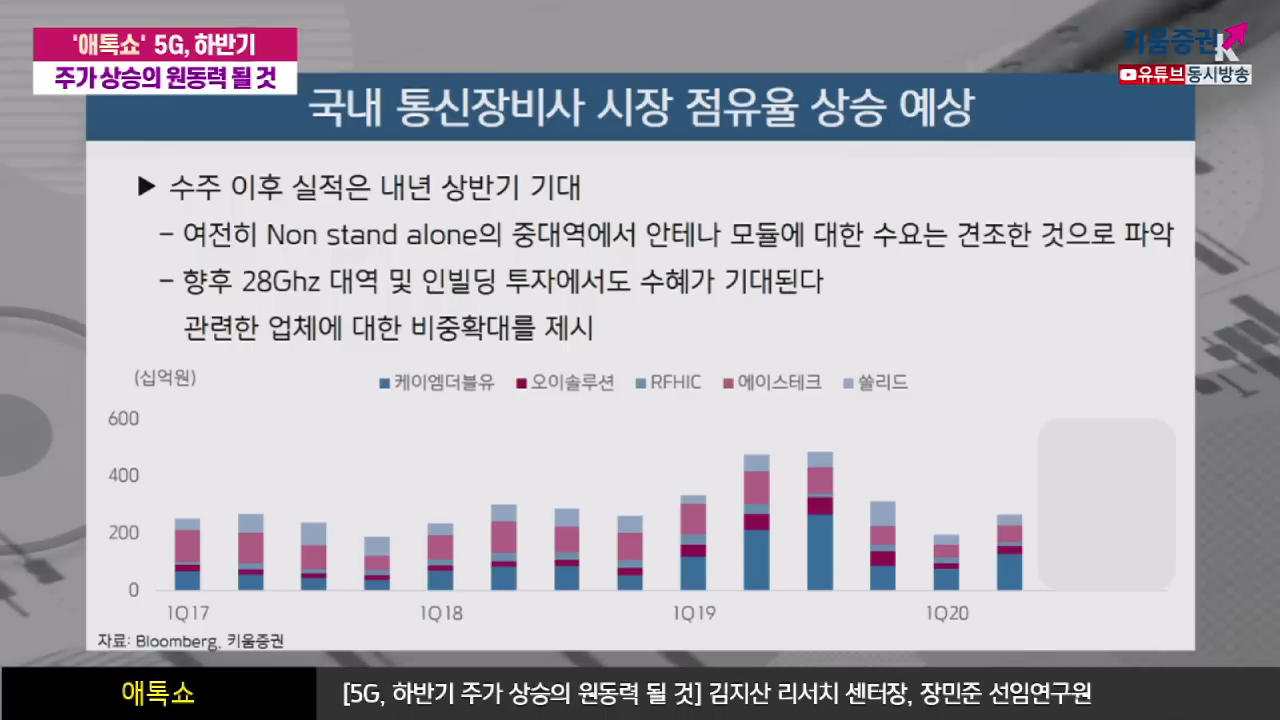 '애톡쇼' 5G, 하반기
주가 상승의 원동력 될 것
키움증권
유튜브 동시방송
국내 통신장비사 시장 점유율 상승 예상
▶ 수주 이후 실적은 내년 상반기 기대
– 여전히 Non stand alone의 중대역에서 안테나 모듈에 대한 수요는 견조한 것으로 파악
– 향후 28Ghz 대역 및 인빌딩 투자에서도 수혜가 기대된다
관련한 업체에 대한 비중확대를 제시
(십억원)
케이엠더블유 오이솔루션 RFHIC 에이스테크 쏠리드
600
400
200
0
1Q17 1Q18 1Q19 1Q20
자료: Bloomberg, 키움증권
애톡쇼
[5G, 하반기 주가 상승의 원동력 될 것] 김지산 리서치 센터장, 장민준 선임연구원